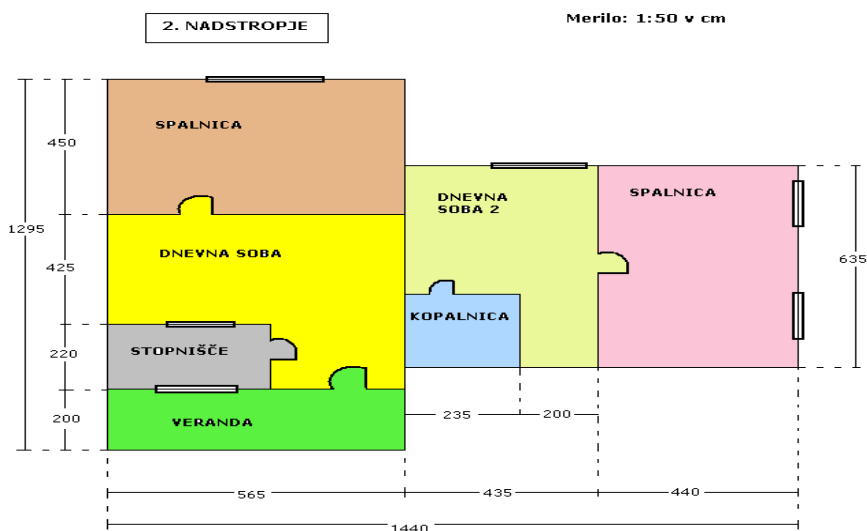 2. NADSTROPJE
Merilo: 1:50 v cm
SPALNICA
450
DNEVNA
SOBA 2
SPALNICA
1295
DNEVNA SOBA
425
635
KOPALNICA
STOPNIŠČE
220
200
VERANDA
235
200
565
435
440
1440